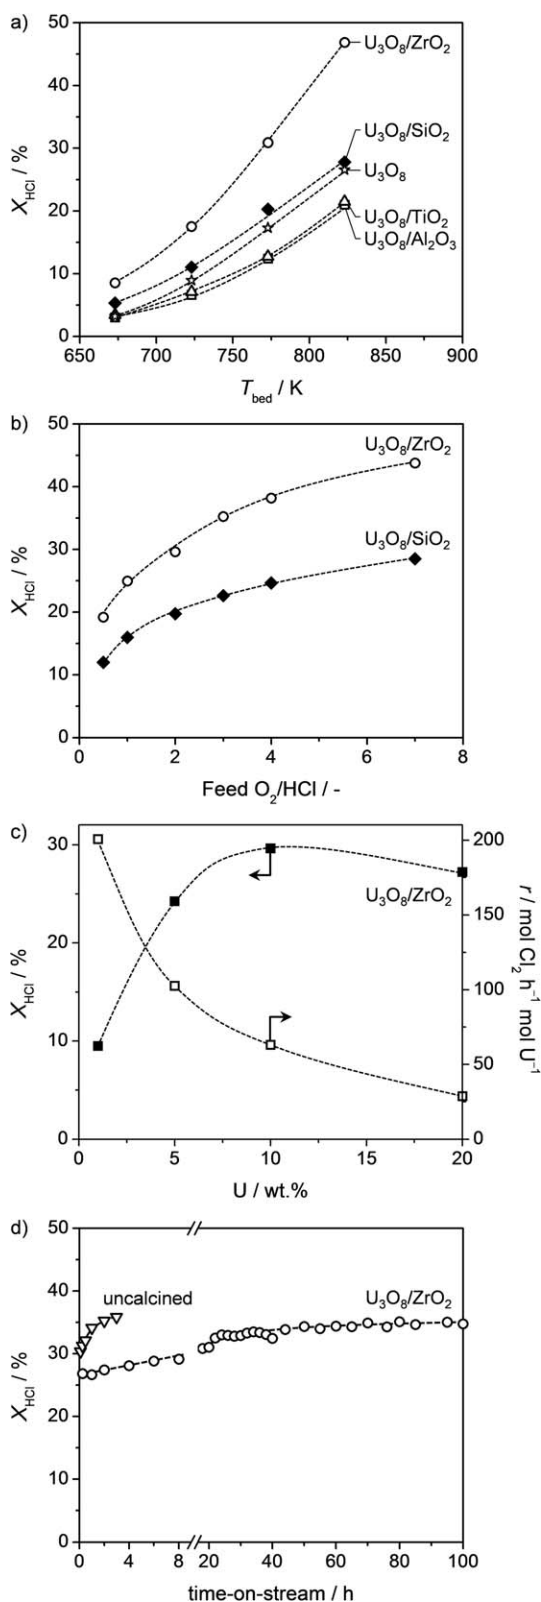 a)
50
40
30
20
10
0
X_HCl / %
U₃O₈/ZrO₂
U₃O₈/SiO₂
U₃O₈
U₃O₈/TiO₂
U₃O₈/Al₂O₃
650 700 750 800 850 900
T_bed / K
b)
50
40
30
20
10
0
X_HCl / %
U₃O₈/ZrO₂
U₃O₈/SiO₂
0 2 4 6 8
Feed O₂/HCl / -
c)
30
20
10
0
X_HCl / %
U₃O₈/ZrO₂
200
150
100
50
0
r / mol Cl₂ h⁻¹ mol U⁻¹
0 5 10 15 20
U / wt.%
d)
50
40
30
20
10
0
X_HCl / %
uncalcined
U₃O₈/ZrO₂
0 4 8 20 40 60 80 100
time-on-stream / h